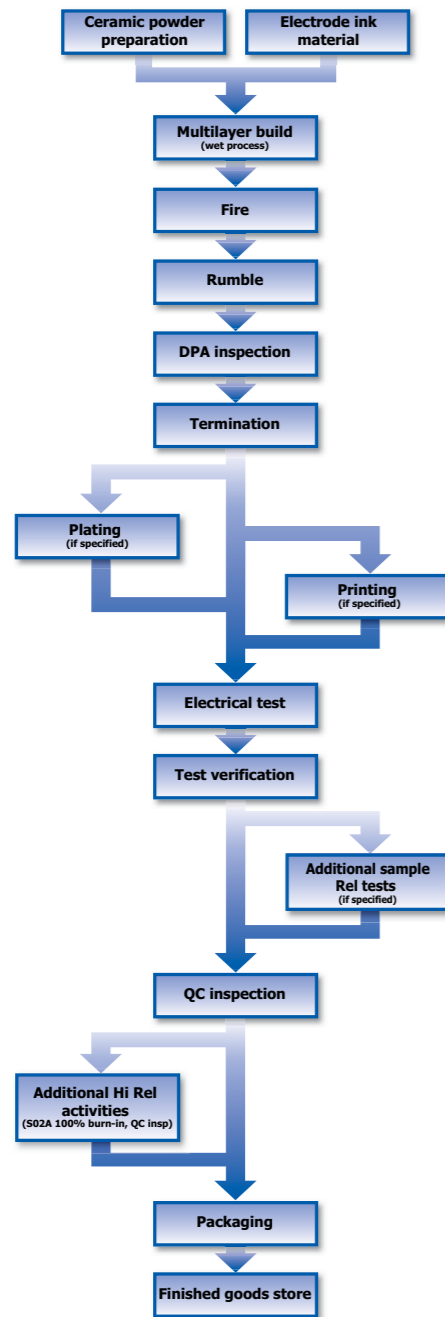 Ceramic powder
preparation
Electrode ink
material
Multilayer build
(wet process)
Fire
Rumble
DPA inspection
Termination
Plating
(if specified)
Printing
(if specified)
Electrical test
Test verification
Additional sample
Rel tests
(if specified)
QC inspection
Additional Hi Rel
activities
(S02A 100% burn-in, QC insp)
Packaging
Finished goods store